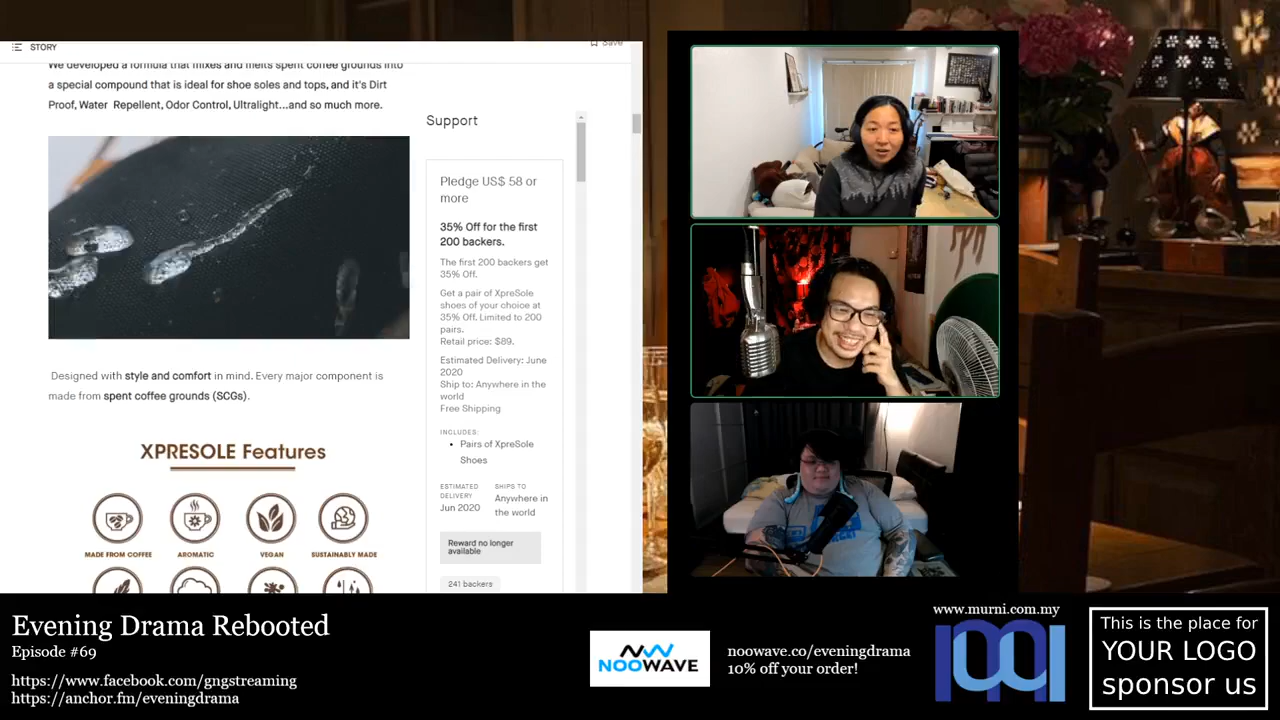 STORY
Save
We developed a formula that mixes and melts spent coffee grounds into
a special compound that is ideal for shoe soles and tops, and it's Dirt
Proof, Water Repellent, Odor Control, Ultralight...and so much more.
Designed with style and comfort in mind. Every major component is
made from spent coffee grounds (SCGs).
XPRESOLE Features
MADE FROM COFFEE
AROMATIC
VEGAN
SUSTAINABLY MADE
Support
Pledge US$ 58 or
more
35% Off for the first
200 backers.
The first 200 backers get
35% Off.
Get a pair of XpreSole
shoes of your choice at
35% Off. Limited to 200
pairs.
Retail price: $89.
Estimated Delivery: June
2020
Ship to: Anywhere in the
world
Free Shipping
INCLUDES:
Pairs of XpreSole
Shoes
ESTIMATED
DELIVERY
Jun 2020
SHIPS TO
Anywhere in
the world
Reward no longer
available
241 backers
Evening Drama Rebooted
Episode #69
https://www.facebook.com/gngstreaming
https://anchor.fm/eveningdrama
NOOWAVE
noowave.co/eveningdrama
10% off your order!
www.murni.com.my
This is the place for
YOUR LOGO
sponsor us